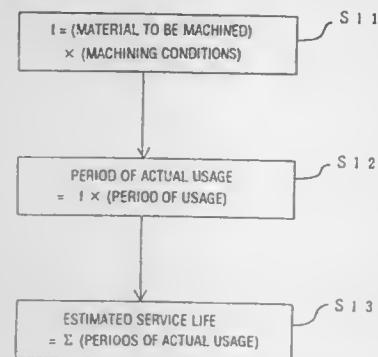 S11
f = (MATERIAL TO BE MACHINED)
× (MACHINING CONDITIONS)
S12
PERIOD OF ACTUAL USAGE
= f × (PERIOD OF USAGE)
S13
ESTIMATED SERVICE LIFE
= Σ (PERIODS OF ACTUAL USAGE)